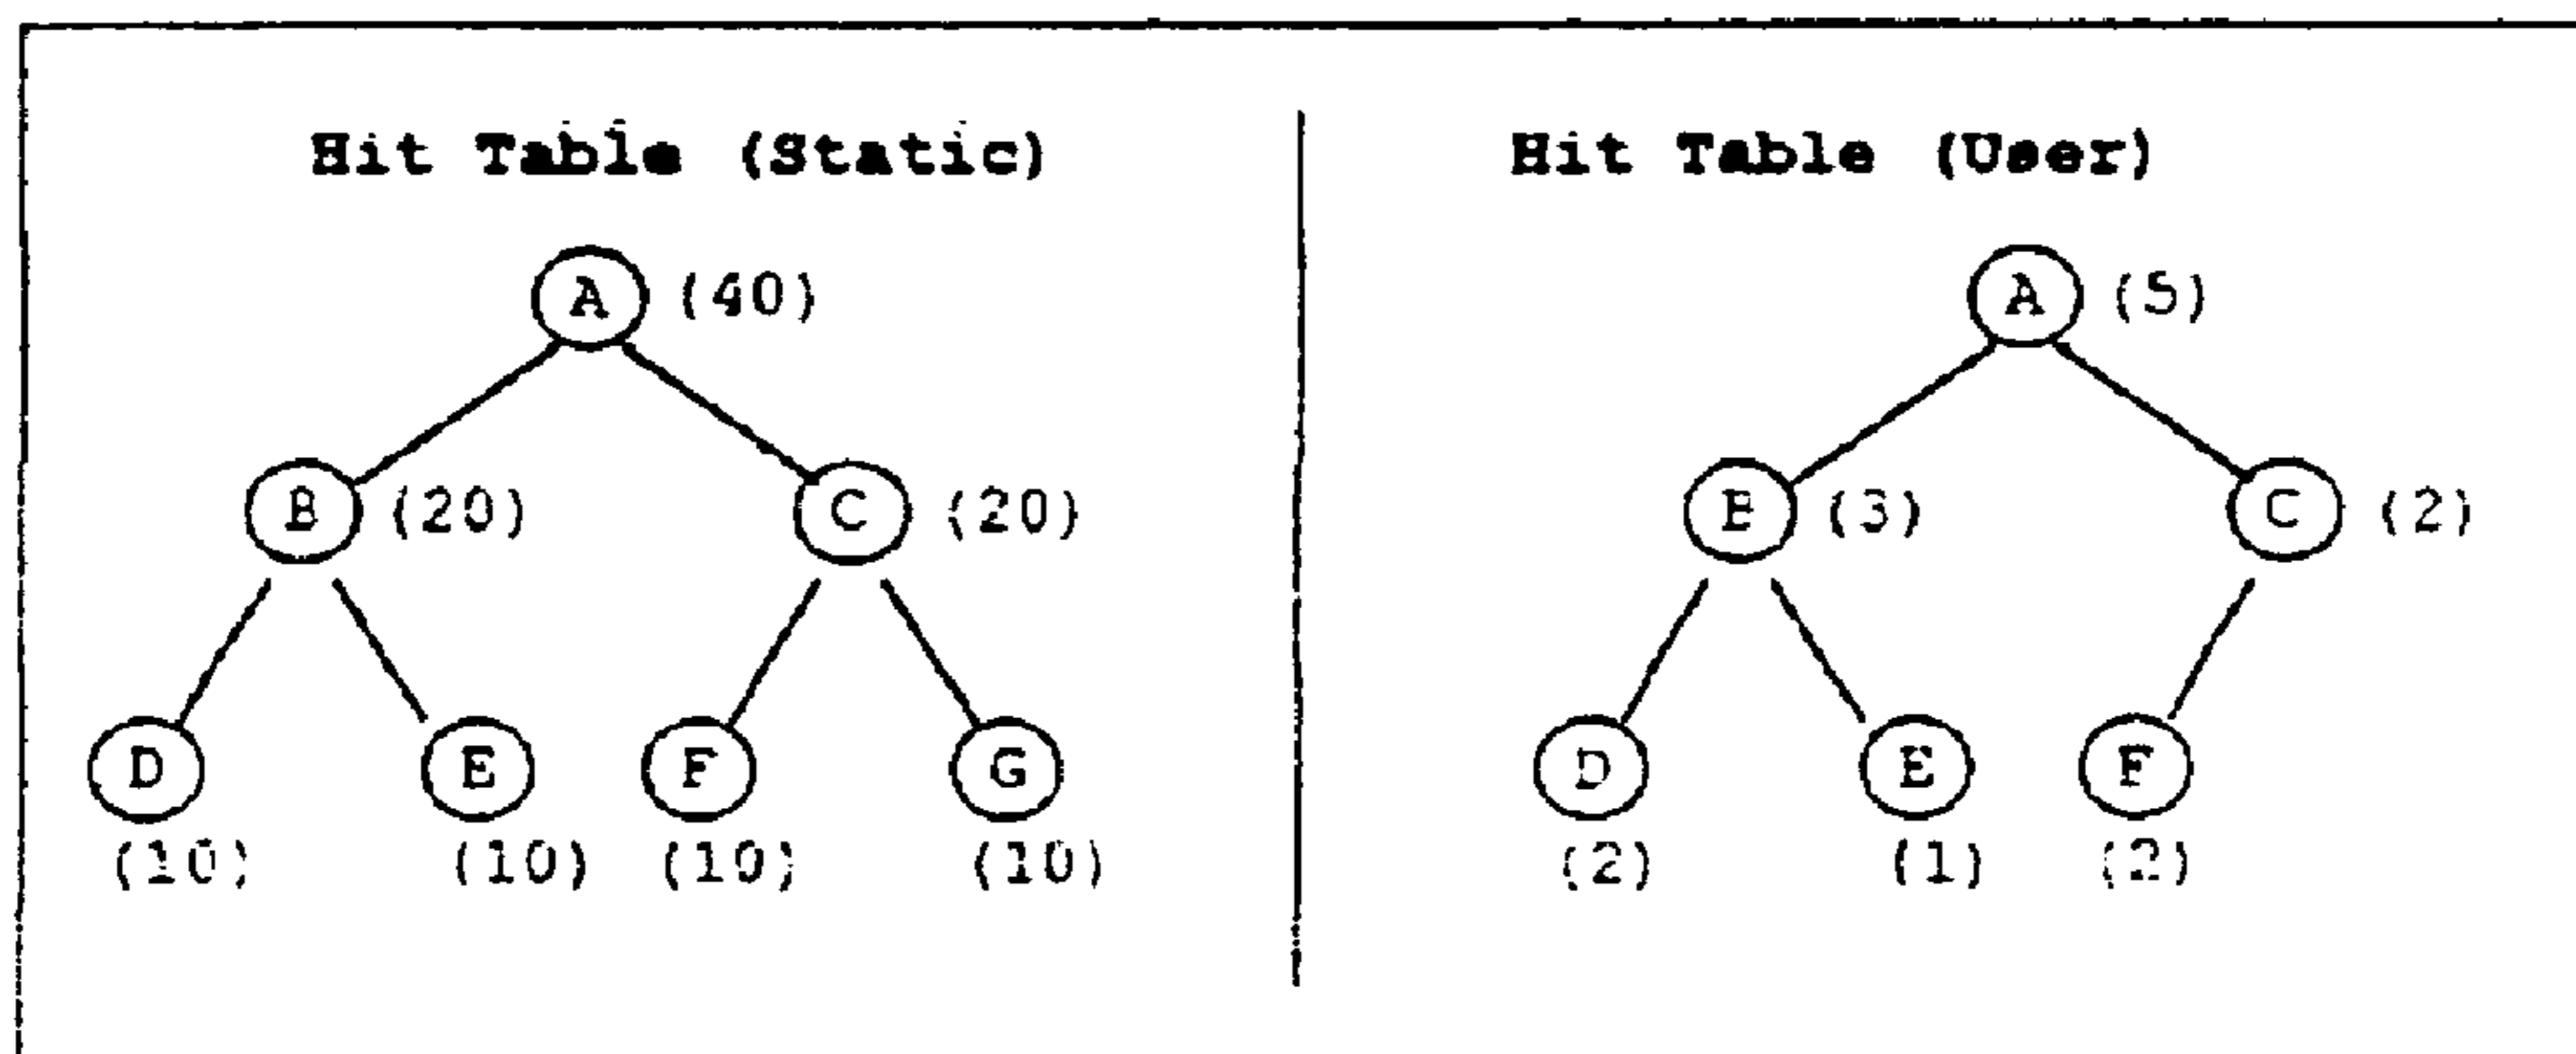 Hit Table (Static)
Hit Table (User)
A (40)
A (5)
B (20)
C (20)
B (3)
C (2)
D
E
F
G
D
E
F
(10)
(10)
(10)
(10)
(2)
(1)
(2)